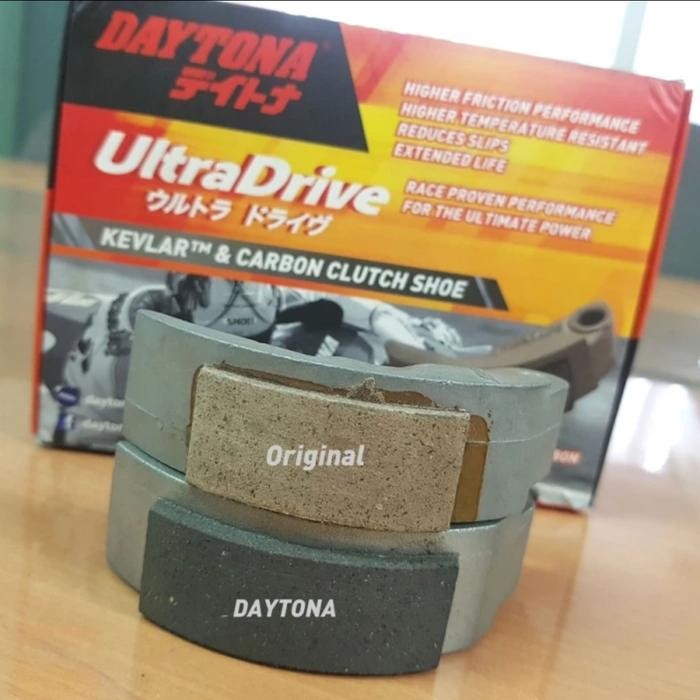 DAYTONA
デイトナ
HIGHER FRICTION PERFORMANCE
HIGHER TEMPERATURE RESISTANT
REDUCES SLIPS
EXTENDED LIFE
UltraDrive
ウルトラ ドライヴ
RACE PROVEN PERFORMANCE
FOR THE ULTIMATE POWER
KEVLAR™ & CARBON CLUTCH SHOE
SHOEI
Original
DAYTONA